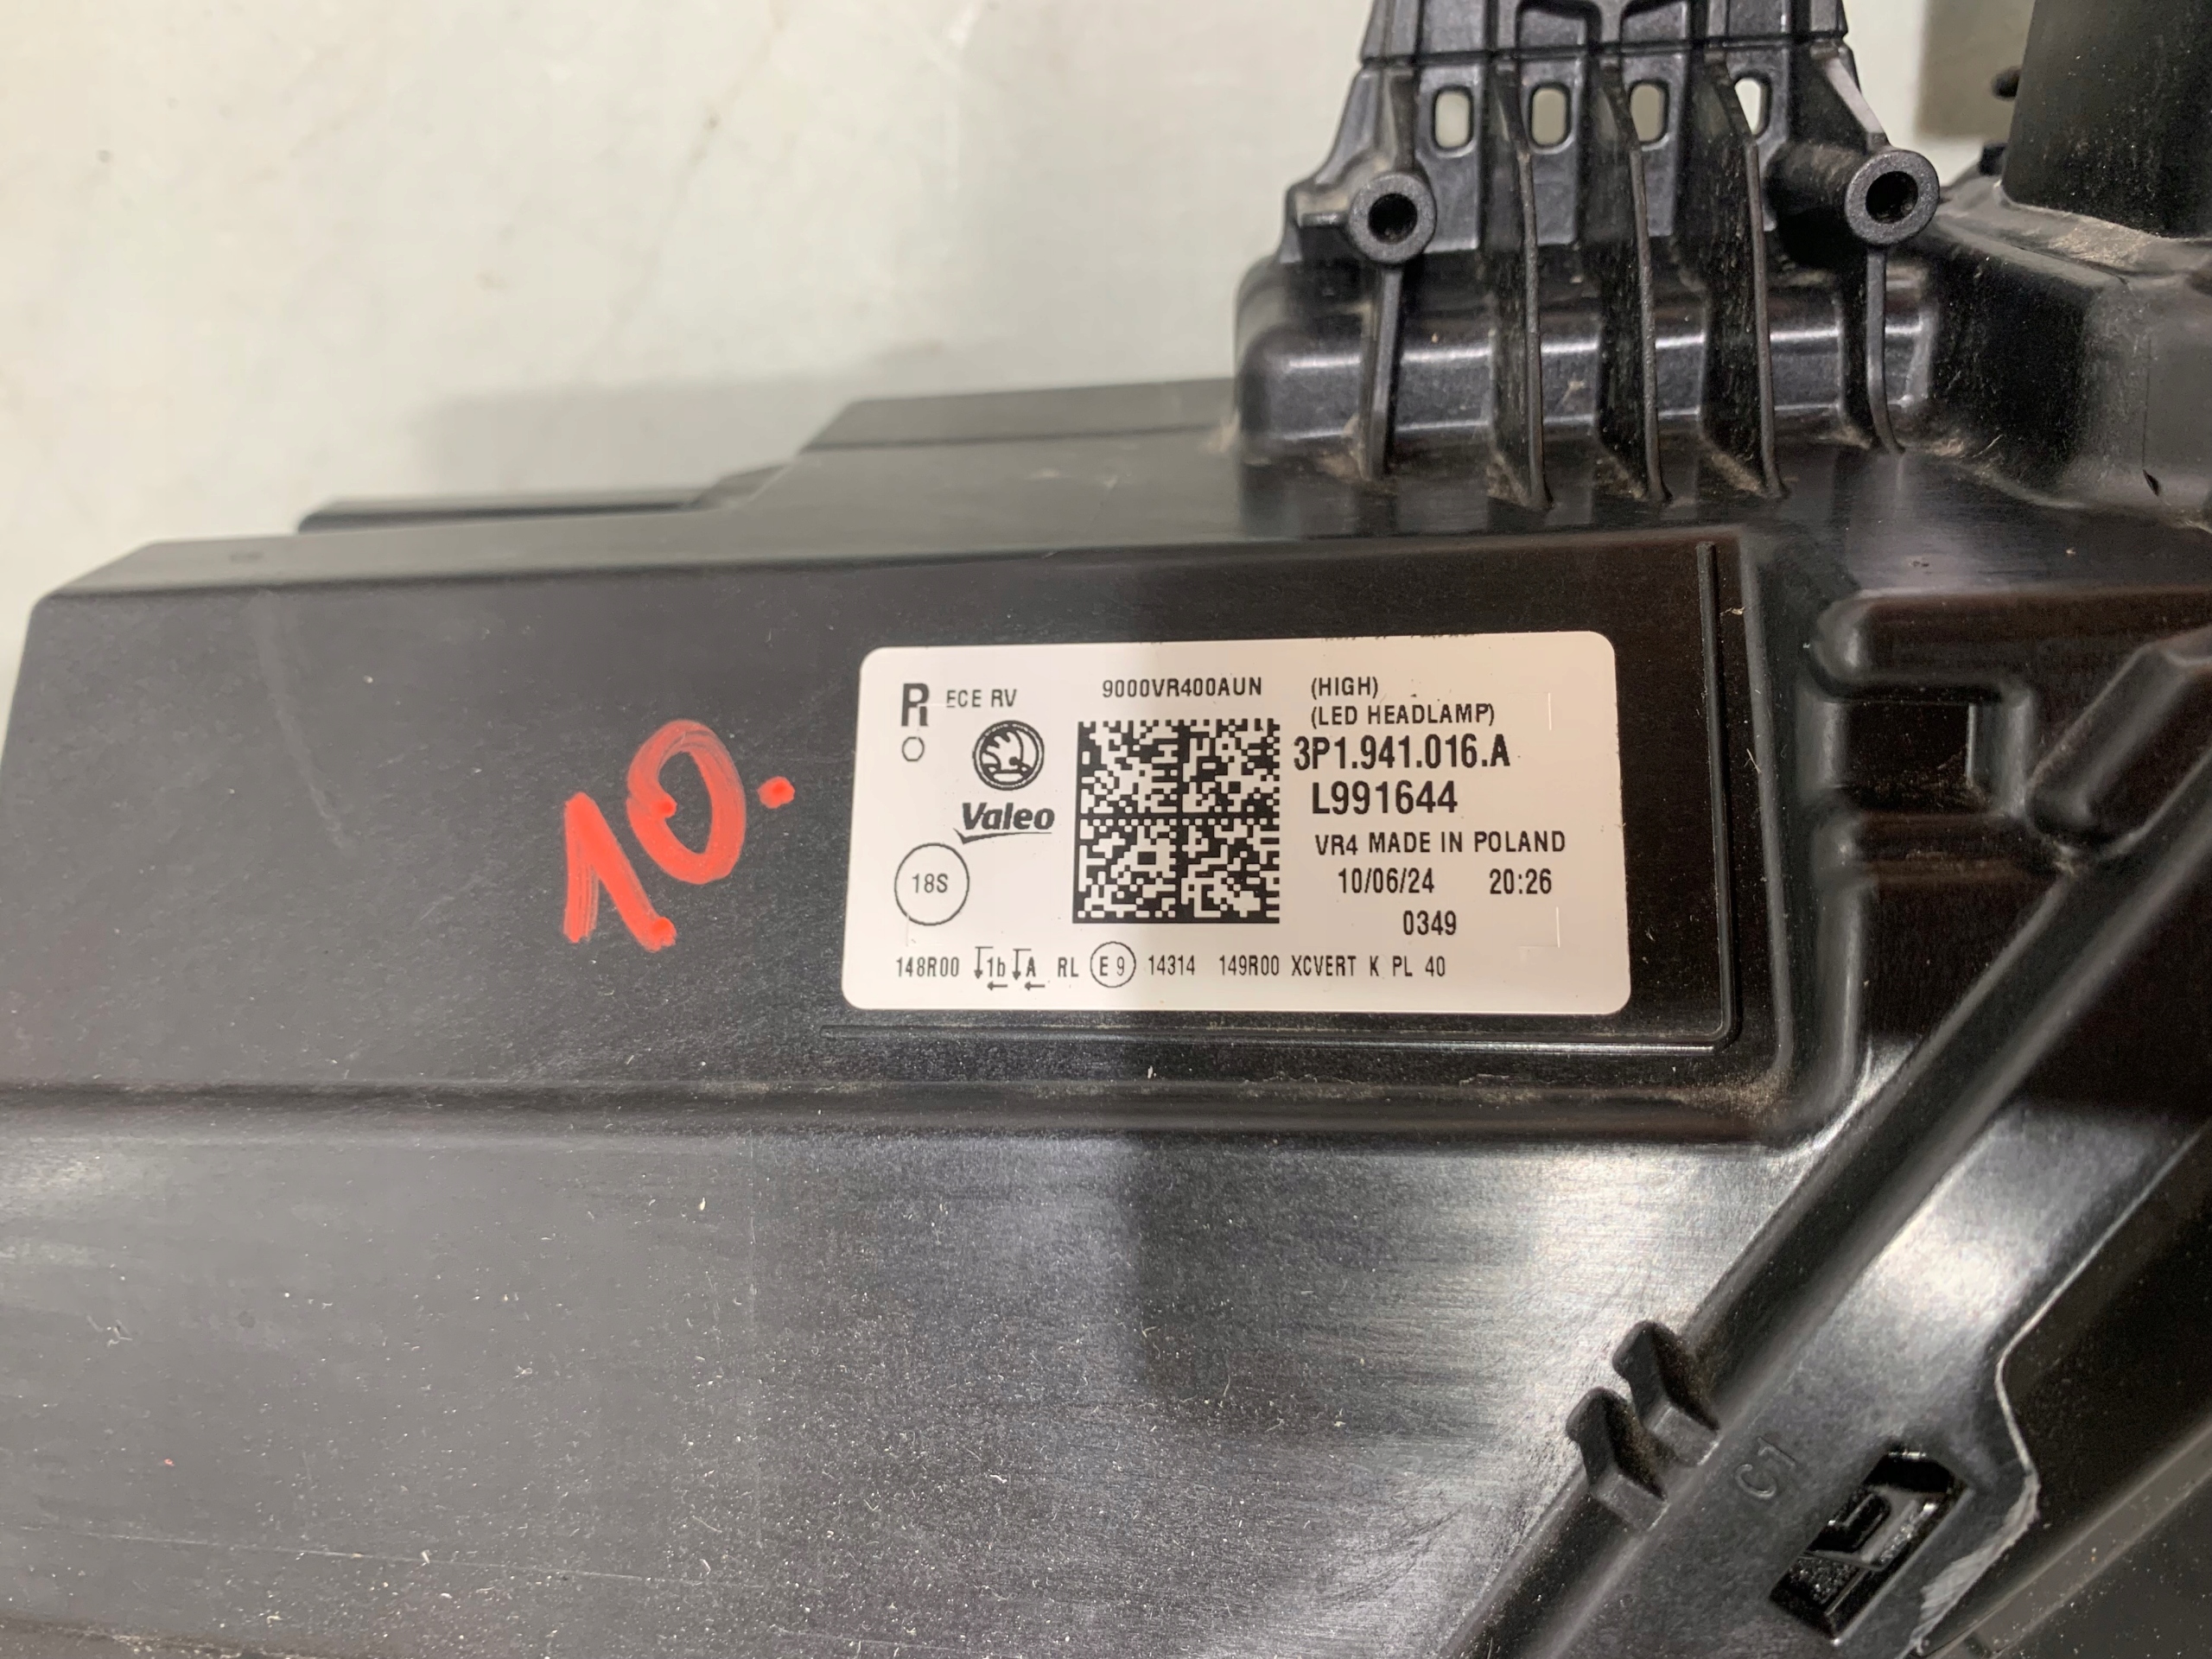 10.
R ECE RV
9000VR400AUN
(HIGH)
(LED HEADLAMP)
3P1.941.016.A
L991644
Valeo
VR4 MADE IN POLAND
18S
10/06/24 20:26
0349
148R00 1b A RL E9 14314 149R00 XCVERT K PL 40